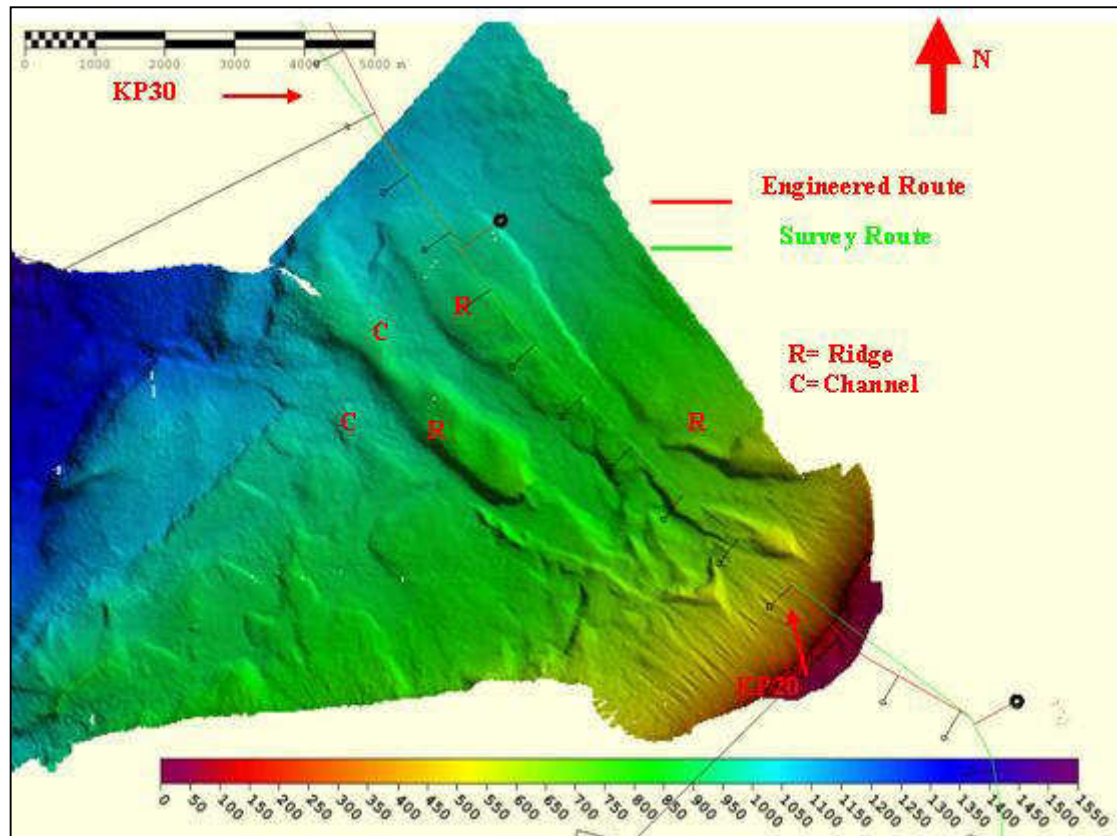 0 1000 2000 3000 4000 5000 m
KP30
N
Engineered Route
Survey Route
R
C
R= Ridge
C=Channel
C
R
R
KP20
0 50 100 150 200 250 300 350 400 450 500 550 600 650 700 750 800 850 900 950 1000 1050 1100 1150 1200 1250 1300 1350 1400 1450 1500 1550